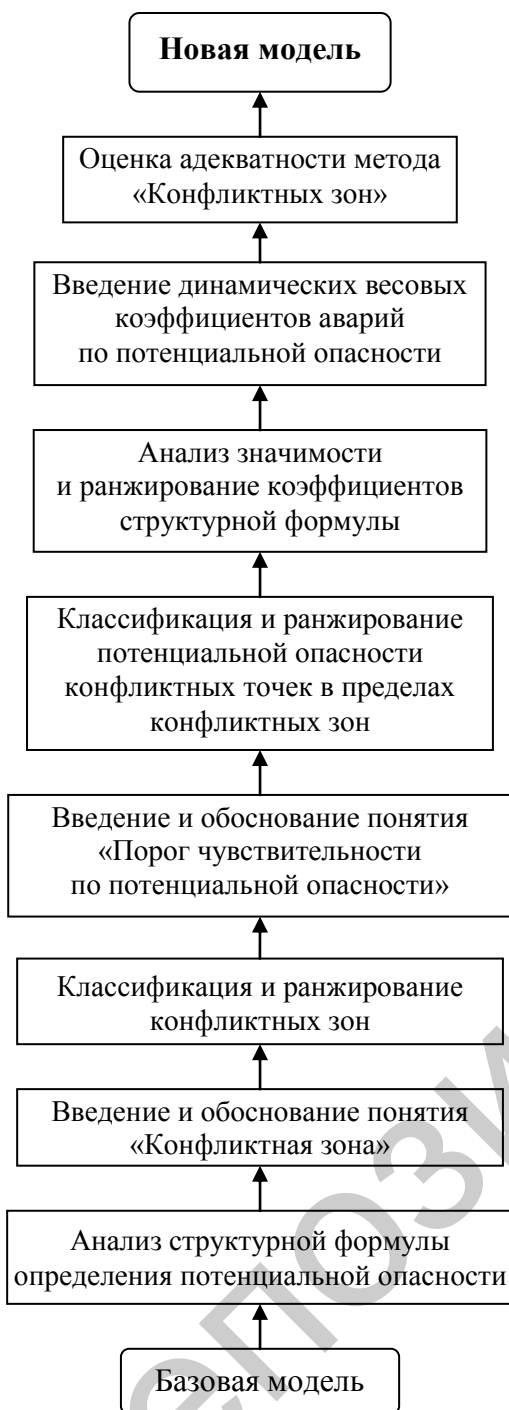 Новая модель
Оценка адекватности метода
«Конфликтных зон»
Введение динамических весовых
коэффициентов аварий
по потенциальной опасности
Анализ значимости
и ранжирование коэффициентов
структурной формулы
Классификация и ранжирование
потенциальной опасности
конфликтных точек в пределах
конфликтных зон
Введение и обоснование понятия
«Порог чувствительности
по потенциальной опасности»
Классификация и ранжирование
конфликтных зон
Введение и обоснование понятия
«Конфликтная зона»
Анализ структурной формулы
определения потенциальной опасности
Базовая модель